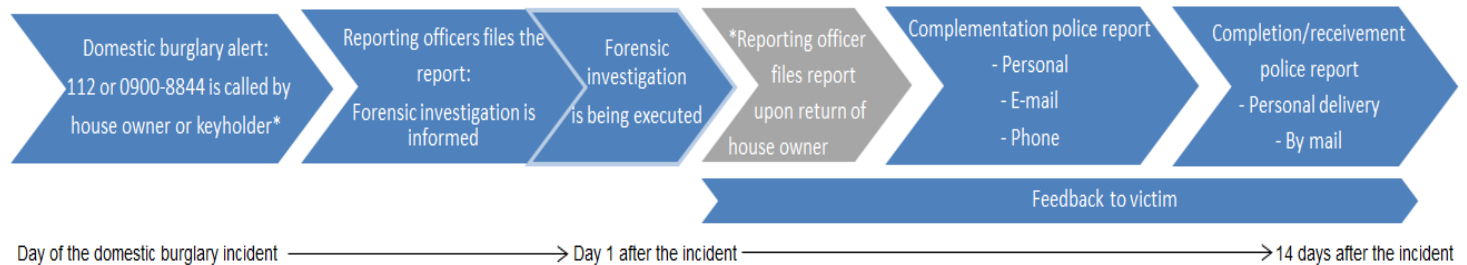 Domestic burglary alert:
112 or 0900-8844 is called by
house owner or keyholder*
Reporting officers files the
report:
Forensic investigation is
informed
Forensic
investigation
is being executed
*Reporting officer
files report
upon return of
house owner
Complementation police report
- Personal
- E-mail
- Phone
Completion/receivement
police report
- Personal delivery
- By mail
Feedback to victim
Day of the domestic burglary incident
Day 1 after the incident
14 days after the incident